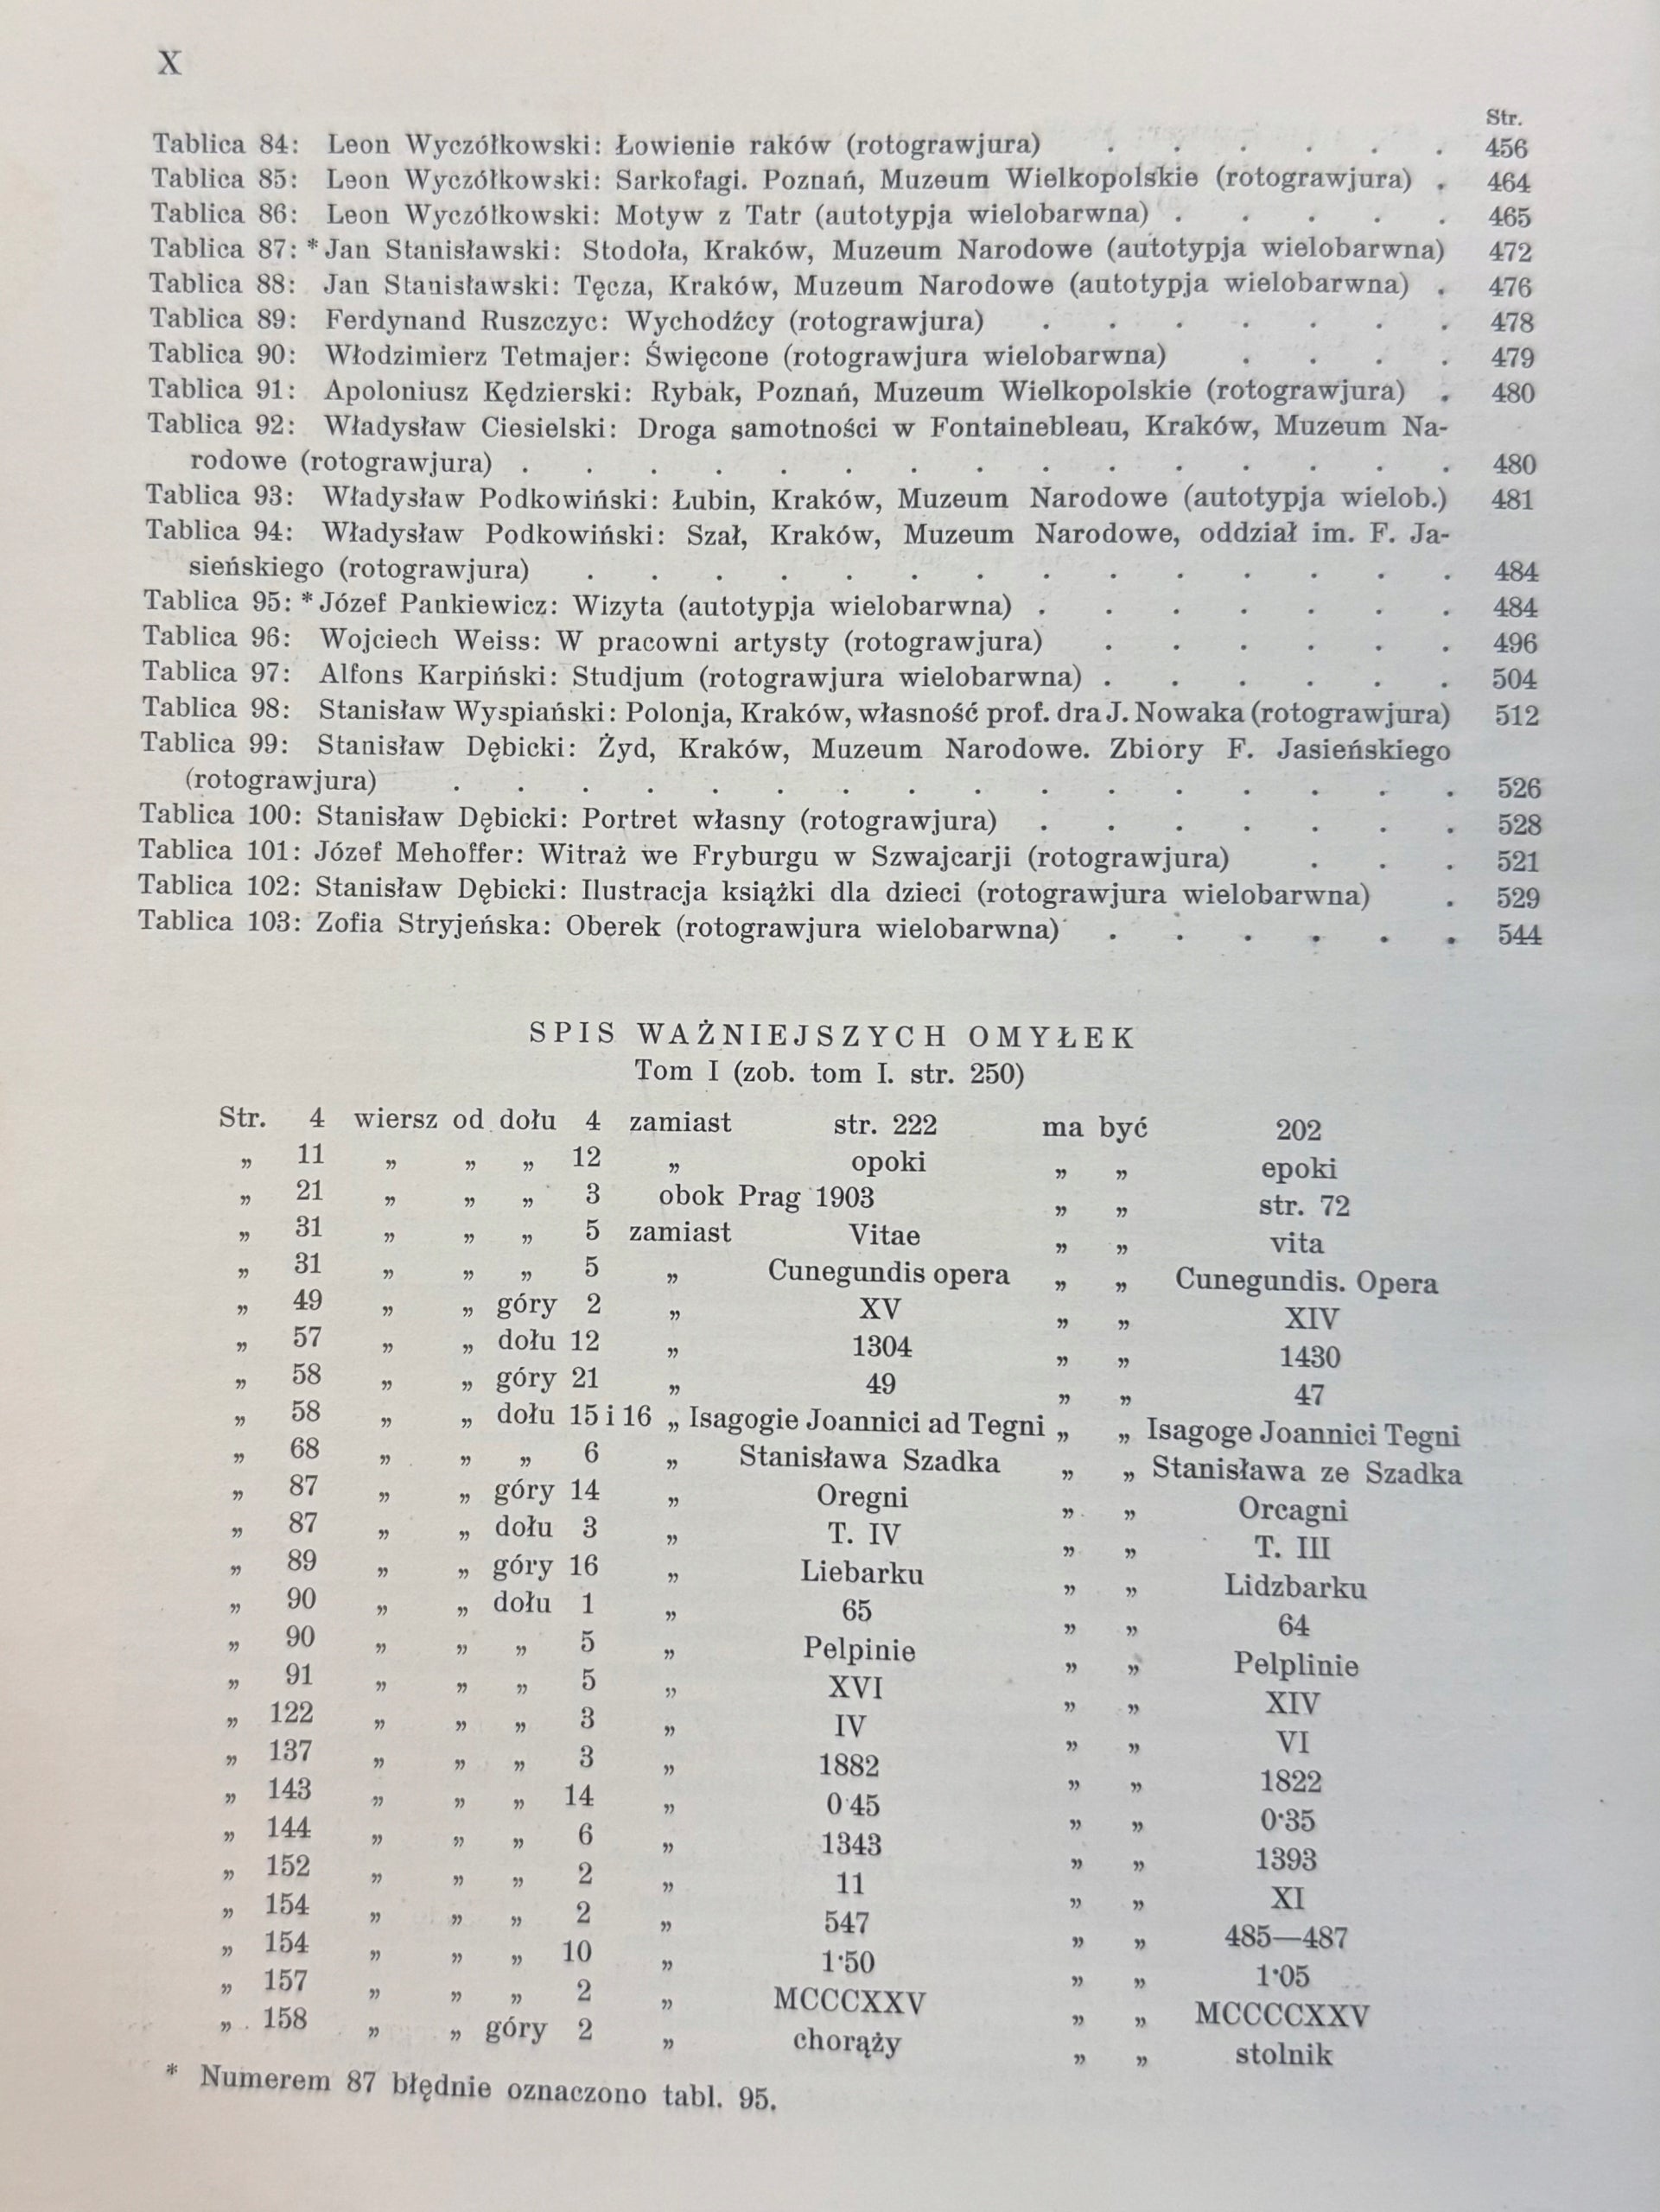 X
Str.
Tablica 84: Leon Wyczółkowski: Łowienie raków (rotograwjura) . . . . . . 456
Tablica 85: Leon Wyczółkowski: Sarkofagi. Poznań, Muzeum Wielkopolskie (rotograwjura) . 464
Tablica 86: Leon Wyczółkowski: Motyw z Tatr (autotypja wielobarwna) . . . . . 465
Tablica 87: * Jan Stanisławski: Stodoła, Kraków, Muzeum Narodowe (autotypja wielobarwna) 472
Tablica 88: Jan Stanisławski: Tęcza, Kraków, Muzeum Narodowe (autotypja wielobarwna) . 476
Tablica 89: Ferdynand Ruszczyc: Wychodźcy (rotograwjura) . . . . . . . 478
Tablica 90: Włodzimierz Tetmajer: Święcone (rotograwjura wielobarwna) . . . . 479
Tablica 91: Apoloniusz Kędzierski: Rybak, Poznań, Muzeum Wielkopolskie (rotograwjura) . 480
Tablica 92: Władysław Ciesielski: Droga samotności w Fontainebleau, Kraków, Muzeum Na-
rodowe (rotograwjura) . . . . . . . . . . . . . . . 480
Tablica 93: Władysław Podkowiński: Łubin, Kraków, Muzeum Narodowe (autotypja wielob.) 481
Tablica 94: Władysław Podkowiński: Szał, Kraków, Muzeum Narodowe, oddział im. F. Ja-
sieńskiego (rotograwjura) . . . . . . . . . . . . . . 484
Tablica 95: * Józef Pankiewicz: Wizyta (autotypja wielobarwna) . . . . . . . 484
Tablica 96: Wojciech Weiss: W pracowni artysty (rotograwjura) . . . . . . 496
Tablica 97: Alfons Karpiński: Studjum (rotograwjura wielobarwna) . . . . . . 504
Tablica 98: Stanisław Wyspiański: Polonja, Kraków, własność prof. dra J. Nowaka (rotograwjura) 512
Tablica 99: Stanisław Dębicki: Żyd, Kraków, Muzeum Narodowe. Zbiory F. Jasieńskiego
(rotograwjura) . . . . . . . . . . . . . . . . 526
Tablica 100: Stanisław Dębicki: Portret własny (rotograwjura) . . . . . . . 528
Tablica 101: Józef Mehoffer: Witraż we Fryburgu w Szwajcarji (rotograwjura) . . . 521
Tablica 102: Stanisław Dębicki: Ilustracja książki dla dzieci (rotograwjura wielobarwna) . 529
Tablica 103: Zofia Stryjeńska: Oberek (rotograwjura wielobarwna) . . . . . . 544
SPIS WAŻNIEJSZYCH OMYŁEK
Tom I (zob. tom I. str. 250)
Str. 4 wiersz od dołu 4 zamiast str. 222 ma być 202
„ 11 „ „ „ 12 „ opoki „ „ epoki
„ 21 „ „ „ 3 obok Prag 1903 „ „ str. 72
„ 31 „ „ „ 5 zamiast Vitae „ „ vita
„ 31 „ „ „ 5 „ Cunegundis opera „ „ Cunegundis. Opera
„ 49 „ „ góry 2 „ XV „ „ XIV
„ 57 „ „ dołu 12 „ 1304 „ „ 1430
„ 58 „ „ góry 21 „ 49 „ „ 47
„ 58 „ „ dołu 15 i 16 „ Isagogie Joannici ad Tegni „ „ Isagoge Joannici Tegni
„ 68 „ „ „ 6 „ Stanisława Szadka „ „ Stanisława ze Szadka
„ 87 „ „ góry 14 „ Oregni „ „ Orcagni
„ 87 „ „ dołu 3 „ T. IV „ „ T. III
„ 89 „ „ góry 16 „ Liebarku „ „ Lidzbarku
„ 90 „ „ dołu 1 „ 65 „ „ 64
„ 90 „ „ „ 5 „ Pelpinie „ „ Pelplinie
„ 91 „ „ „ 5 „ XVI „ „ XIV
„ 122 „ „ „ 3 „ IV „ „ VI
„ 137 „ „ „ 3 „ 1882 „ „ 1822
„ 143 „ „ „ 14 „ 0·45 „ „ 0·35
„ 144 „ „ „ 6 „ 1343 „ „ 1393
„ 152 „ „ „ 2 „ 11 „ „ XI
„ 154 „ „ „ 2 „ 547 „ „ 485—487
„ 154 „ „ „ 10 „ 1·50 „ „ 1·05
„ 157 „ „ „ 2 „ MCCCXXV „ „ MCCCCXXV
„ 158 „ „ góry 2 „ chorąży „ „ stolnik
* Numerem 87 błędnie oznaczono tabl. 95.